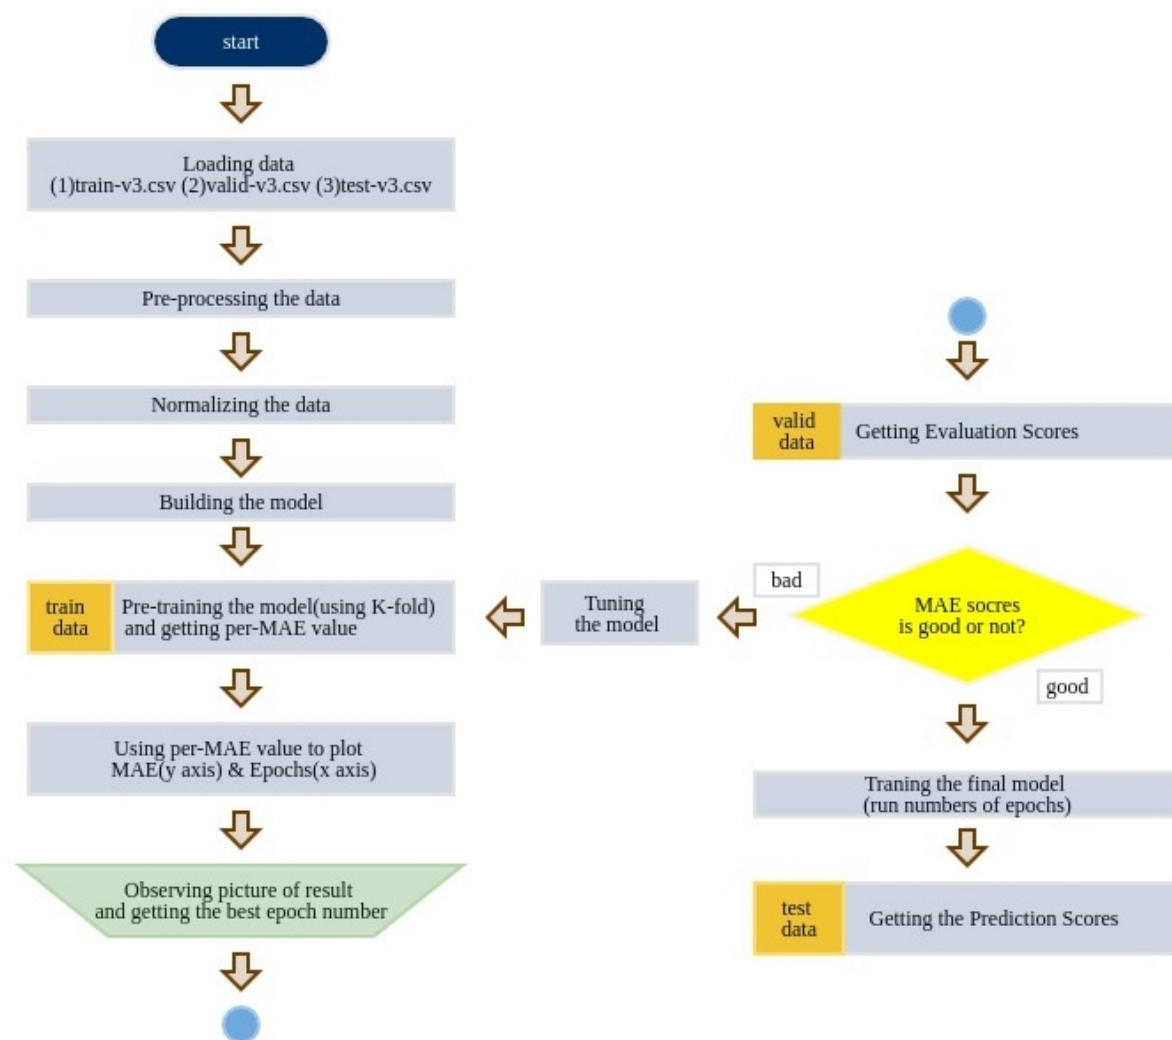 start
Loading data
(1)train-v3.csv (2)valid-v3.csv (3)test-v3.csv
Pre-processing the data
Normalizing the data
Building the model
train
data
Pre-training the model(using K-fold)
and getting per-MAE value
Using per-MAE value to plot
MAE(y axis) & Epochs(x axis)
Observing picture of result
and getting the best epoch number
valid
data
Getting Evaluation Scores
MAE socres
is good or not?
bad
Tuning
the model
good
Traning the final model
(run numbers of epochs)
test
data
Getting the Prediction Scores